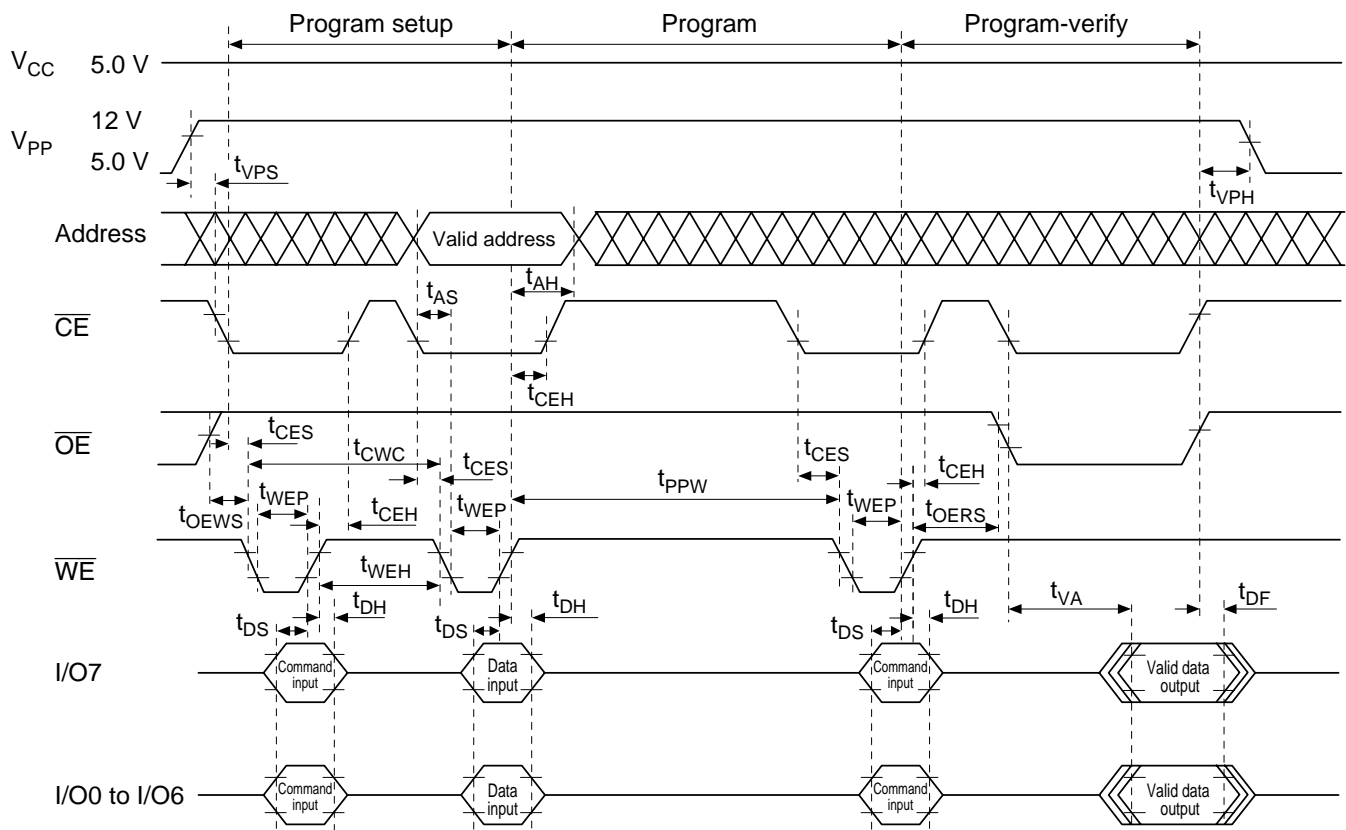 Program setup Program Program-verify
VCC 5.0 V
12 V
VPP
5.0 V
tVPS
tVPH
Address Valid address
tAH
tAS
CE
tCEH
OE
tCES
tCWC tCES tCES
tCEH
tPPW
tWEP tWEP tWEP
tOEWS tCEH tOERS
WE
tWEH
tDH tDH tDH tVA tDF
tDS tDS tDS
I/O7 Command input Data input Command input Valid data output
I/O0 to I/O6 Command input Data input Command input Valid data output